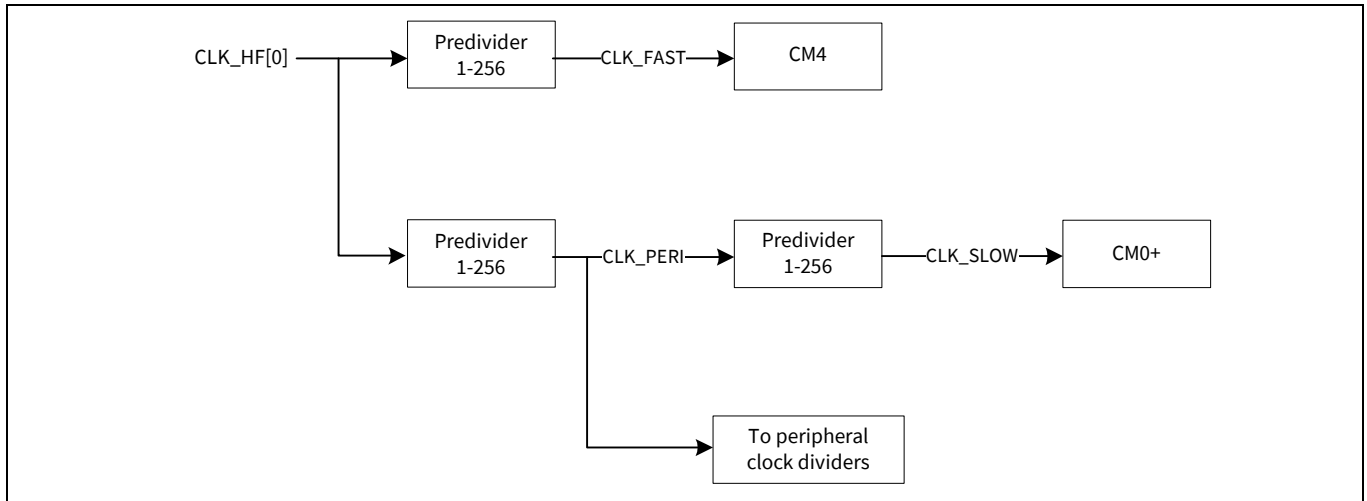 CLK_HF[0]
Predivider
1-256
CLK_FAST
CM4
Predivider
1-256
CLK_PERI
Predivider
1-256
CLK_SLOW
CM0+
To peripheral
clock dividers